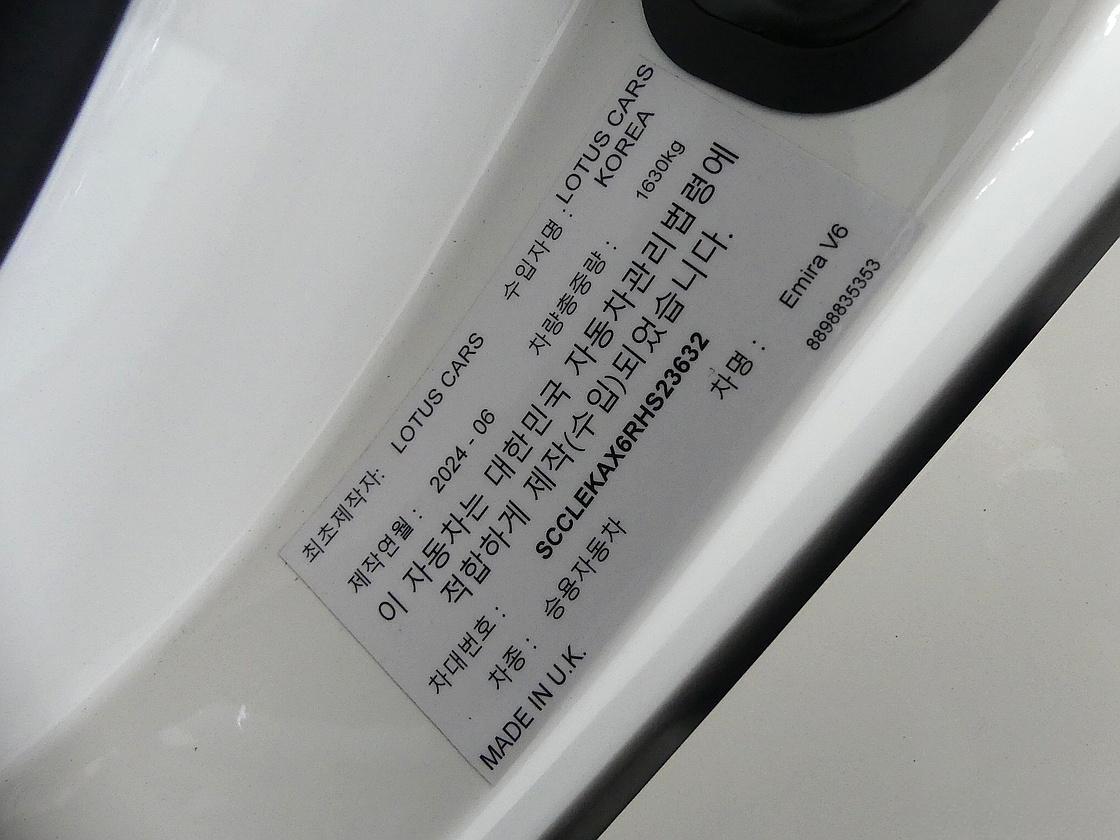 최초제작자: LOTUS CARS 수입자명 : LOTUS CARS
KOREA
제작연월 : 2024 - 06 차량총중량 : 1630kg
이 자동차는 대한민국 자동차관리법령에
적합하게 제작(수입)되었습니다.
차대번호 : SCCLEKAX6RHS23632
차종 : 승용자동차 차명 : Emira V6
MADE IN U.K. 8898835353